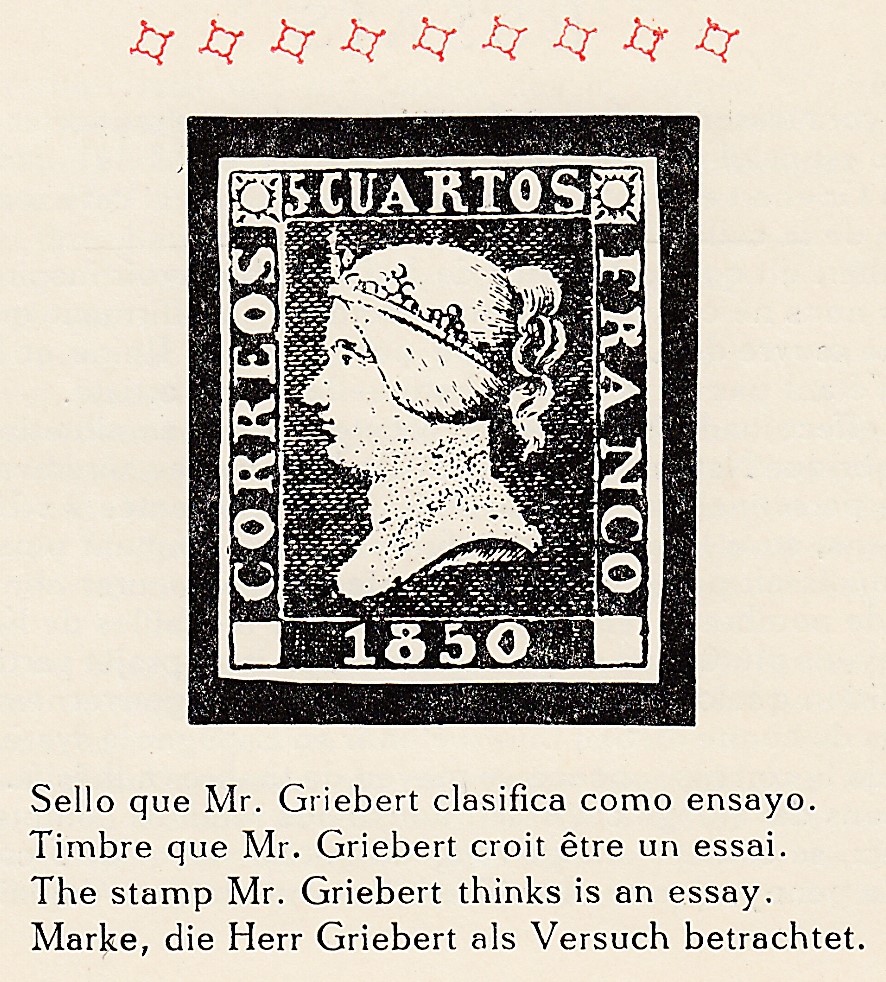 5 CUARTOS
CORREOS
FRANCO
1850
Sello que Mr. Griebert clasifica como ensayo.
Timbre que Mr. Griebert croit être un essai.
The stamp Mr. Griebert thinks is an essay.
Marke, die Herr Griebert als Versuch betrachtet.